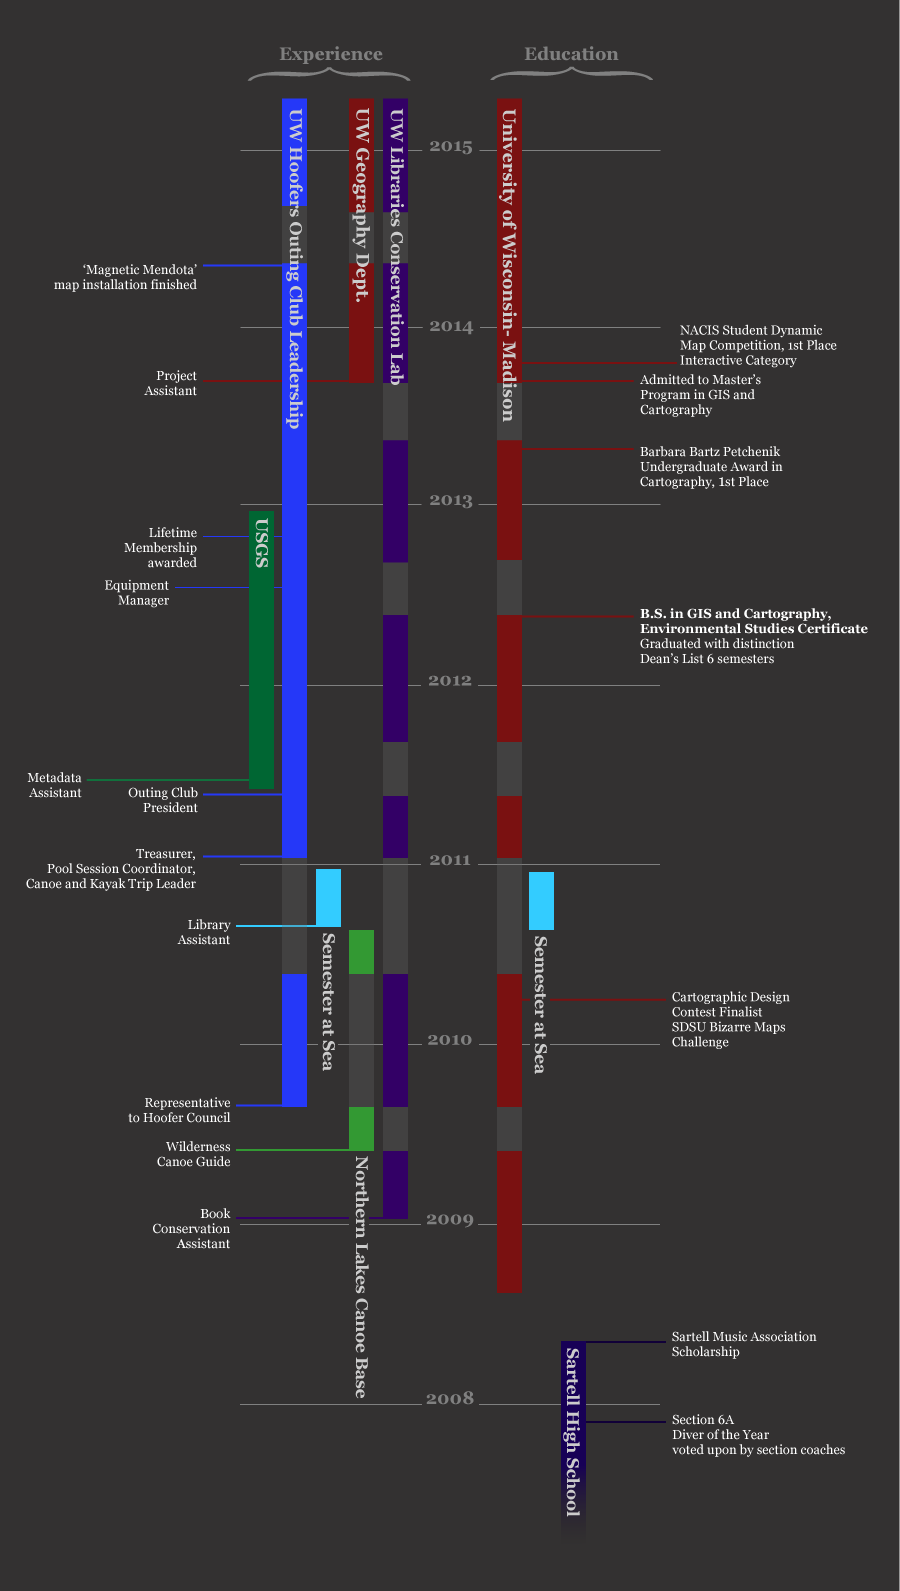 Experience
Education
UW Hoofers Outing Club Leadership
UW Geography Dept.
UW Libraries Conservation Lab
University of Wisconsin- Madison
2015
‘Magnetic Mendota’
map installation finished
2014
NACIS Student Dynamic
Map Competition, 1st Place
Interactive Category
Project
Assistant
Admitted to Master’s
Program in GIS and
Cartography
Barbara Bartz Petchenik
Undergraduate Award in
Cartography, 1st Place
2013
USGS
Lifetime
Membership
awarded
Equipment
Manager
B.S. in GIS and Cartography,
Environmental Studies Certificate
Graduated with distinction
Dean’s List 6 semesters
2012
Metadata
Assistant
Outing Club
President
Treasurer,
Pool Session Coordinator,
Canoe and Kayak Trip Leader
2011
Library
Assistant
Semester at Sea
Semester at Sea
Cartographic Design
Contest Finalist
SDSU Bizarre Maps
Challenge
2010
Representative
to Hoofer Council
Wilderness
Canoe Guide
Northern Lakes Canoe Base
Book
Conservation
Assistant
2009
Sartell Music Association
Scholarship
Sartell High School
2008
Section 6A
Diver of the Year
voted upon by section coaches